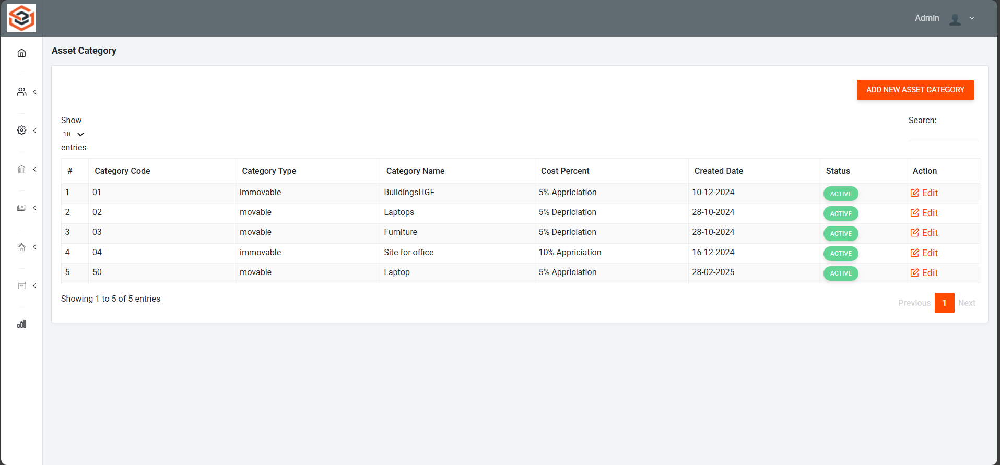 Admin
Asset Category
ADD NEW ASSET CATEGORY
Show
10
entries
Search:
# Category Code Category Type Category Name Cost Percent Created Date Status Action
1 01 immovable BuildingsHGF 5% Appriciation 10-12-2024 ACTIVE Edit
2 02 movable Laptops 5% Depriciation 28-10-2024 ACTIVE Edit
3 03 movable Furniture 5% Depriciation 28-10-2024 ACTIVE Edit
4 04 immovable Site for office 10% Appriciation 16-12-2024 ACTIVE Edit
5 50 movable Laptop 5% Appriciation 28-02-2025 ACTIVE Edit
Showing 1 to 5 of 5 entries
Previous 1 Next